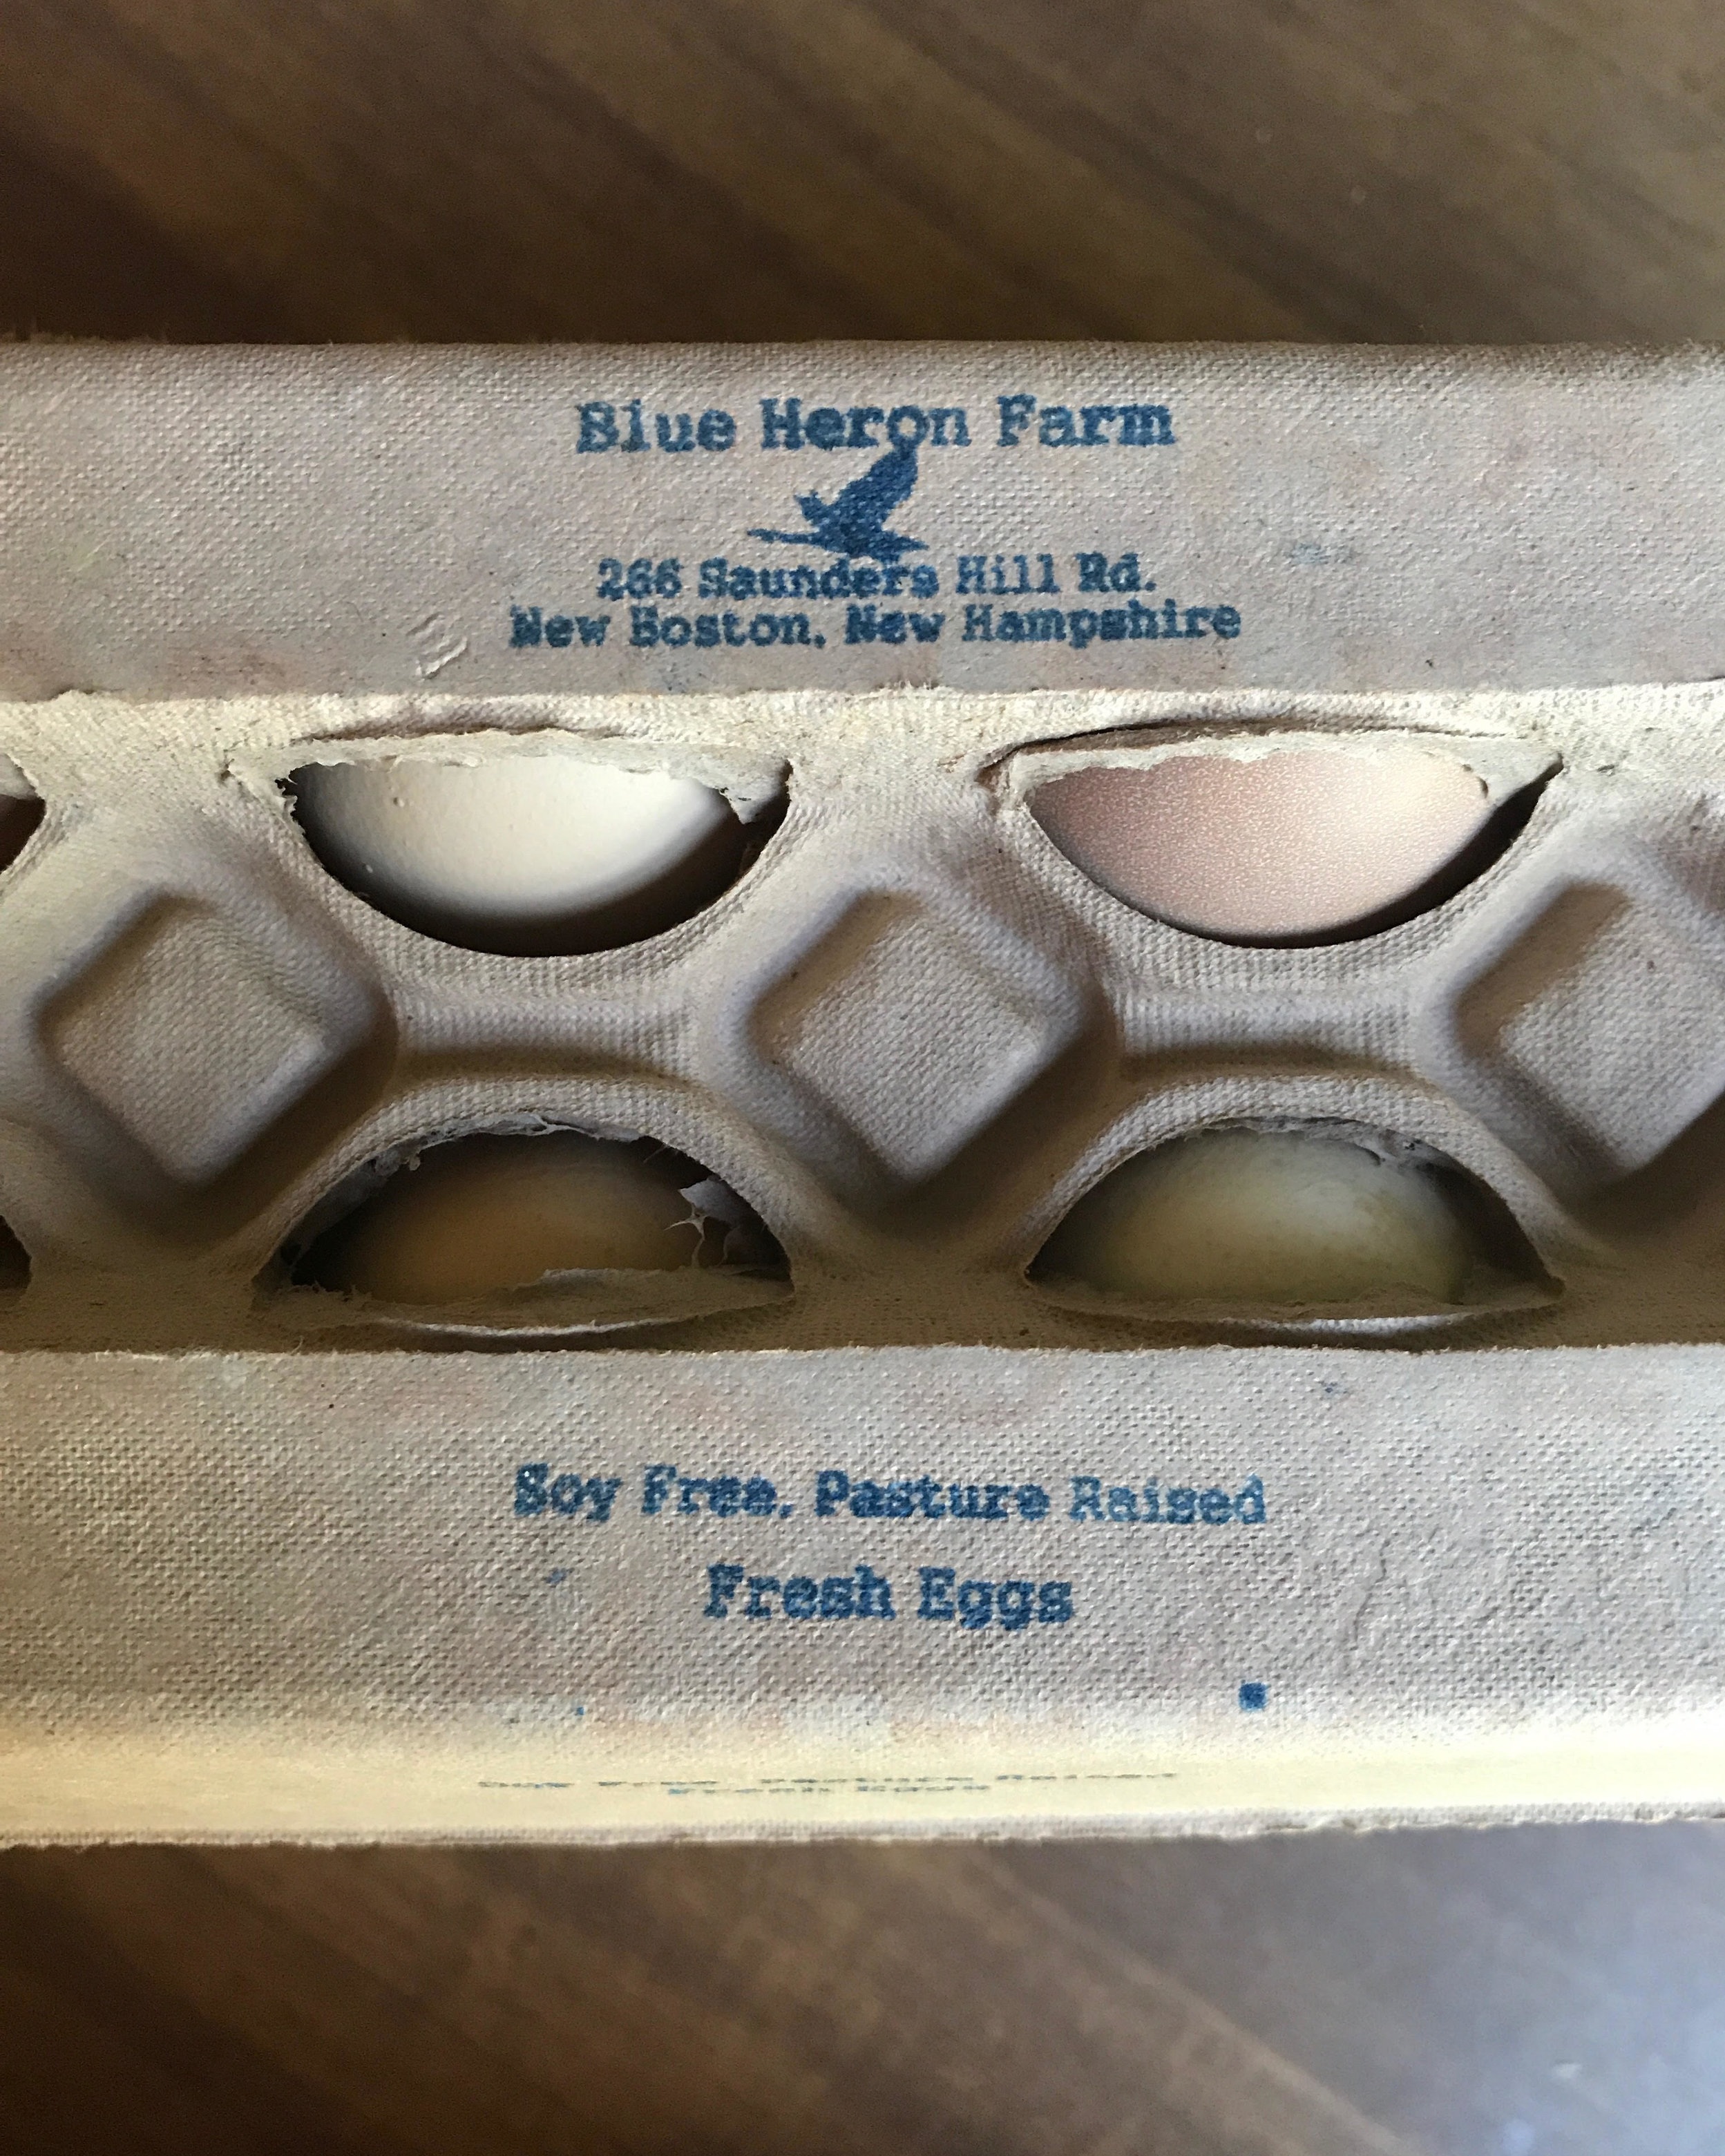 Blue Heron Farm
266 Saunders Hill Rd.
New Boston, New Hampshire
Soy Free, Pasture Raised
Fresh Eggs